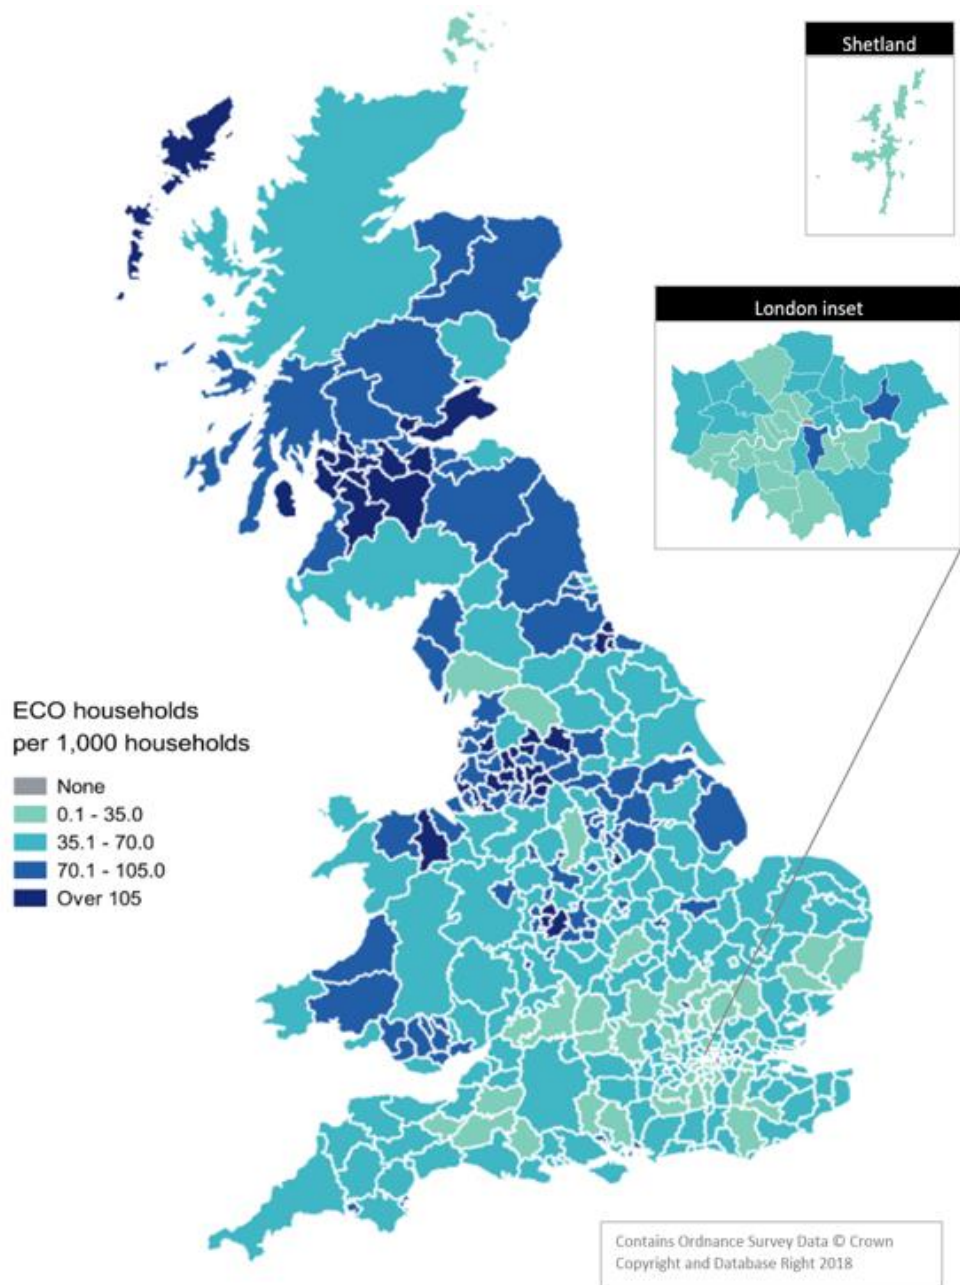 Shetland
London inset
ECO households
per 1,000 households
None
0.1 - 35.0
35.1 - 70.0
70.1 - 105.0
Over 105
Contains Ordnance Survey Data © Crown
Copyright and Database Right 2018